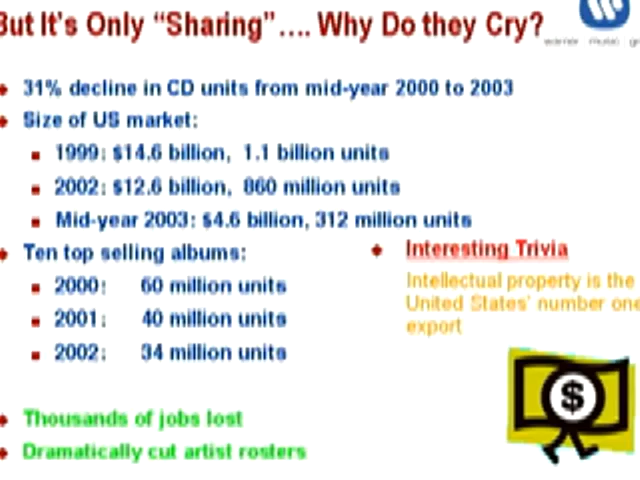 But It's Only "Sharing"…. Why Do they Cry?
warner music gr
31% decline in CD units from mid-year 2000 to 2003
Size of US market:
1999: $14.6 billion, 1.1 billion units
2002: $12.6 billion, 860 million units
Mid-year 2003: $4.6 billion, 312 million units
Ten top selling albums:
2000: 60 million units
2001: 40 million units
2002: 34 million units
Interesting Trivia
Intellectual property is the
United States' number one
export
$
Thousands of jobs lost
Dramatically cut artist rosters